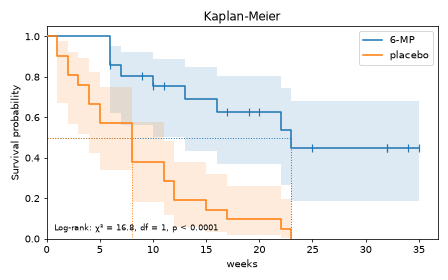 Kaplan-Meier
6-MP
placebo
Survival probability
1.0
0.8
0.6
0.4
0.2
0.0
Log-rank: χ² = 16.8, df = 1, p < 0.0001
0 5 10 15 20 25 30 35
weeks